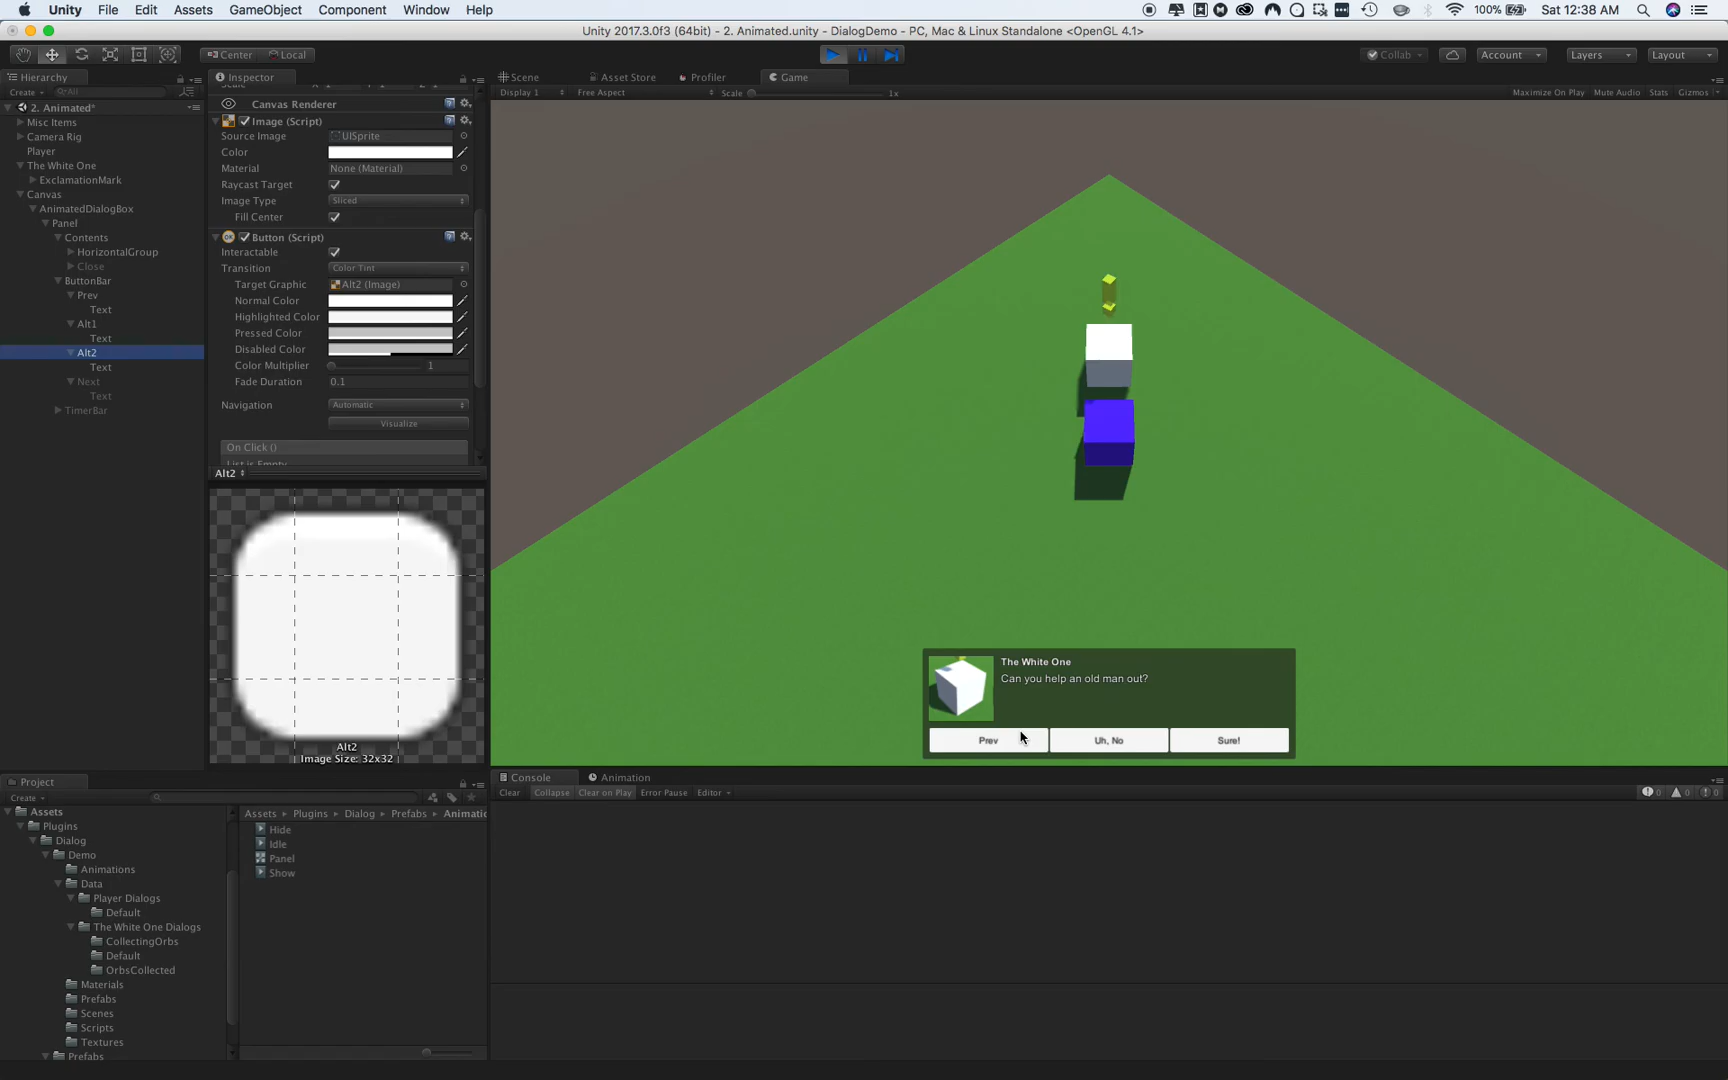 Unity File Edit Assets GameObject Component Window Help 100% Sat 12:38 AM
Unity 2017.3.0f3 (64bit) - 2. Animated.unity - DialogDemo - PC, Mac & Linux Standalone <OpenGL 4.1>
Center Local Collab Account Layers Layout
Hierarchy
Create All
2. Animated*
Misc Items
Camera Rig
Player
The White One
ExclamationMark
Canvas
AnimatedDialogBox
Panel
Contents
HorizontalGroup
Close
ButtonBar
Prev
Text
Alt1
Text
Alt2
Text
Next
Text
TimerBar
Inspector
Canvas Renderer
Image (Script)
Source Image UISprite
Color
Material None (Material)
Raycast Target
Image Type Sliced
Fill Center
Button (Script)
Interactable
Transition Color Tint
Target Graphic Alt2 (Image)
Normal Color
Highlighted Color
Pressed Color
Disabled Color
Color Multiplier 1
Fade Duration 0.1
Navigation Automatic
Visualize
On Click ()
List is Empty
Alt2
Alt2
Image Size: 32x32
Scene Asset Store Profiler Game
Display 1 Free Aspect Scale 1x Maximize On Play Mute Audio Stats Gizmos
The White One
Can you help an old man out?
Prev Uh, No Sure!
Project
Create
Assets
Plugins
Dialog
Demo
Animations
Data
Player Dialogs
Default
The White One Dialogs
CollectingOrbs
Default
OrbsCollected
Materials
Prefabs
Scenes
Scripts
Textures
Prefabs
Assets Plugins Dialog Prefabs Animatio
Hide
Idle
Panel
Show
Console Animation
Clear Collapse Clear on Play Error Pause Editor 0 0 0